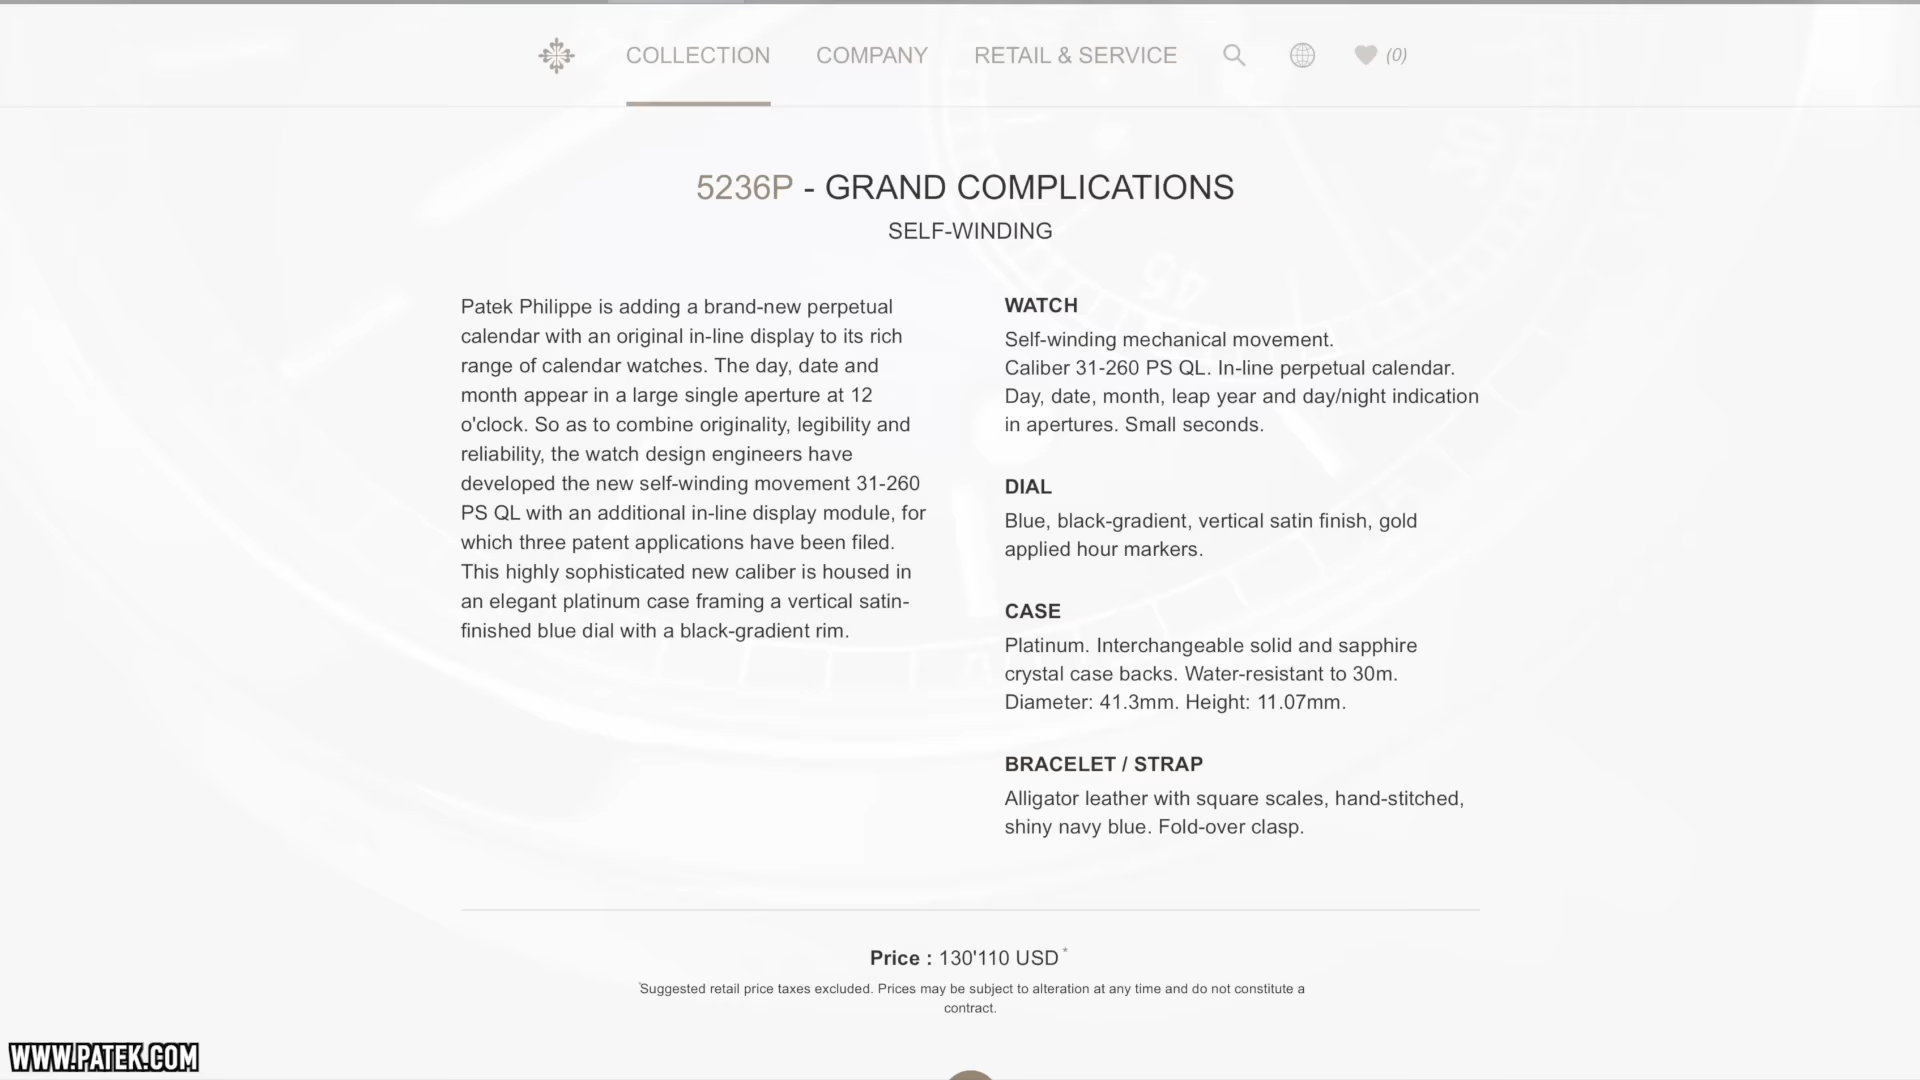 COLLECTION COMPANY RETAIL & SERVICE (0)
5236P - GRAND COMPLICATIONS
SELF-WINDING
Patek Philippe is adding a brand-new perpetual
calendar with an original in-line display to its rich
range of calendar watches. The day, date and
month appear in a large single aperture at 12
o'clock. So as to combine originality, legibility and
reliability, the watch design engineers have
developed the new self-winding movement 31-260
PS QL with an additional in-line display module, for
which three patent applications have been filed.
This highly sophisticated new caliber is housed in
an elegant platinum case framing a vertical satin-
finished blue dial with a black-gradient rim.
WATCH
Self-winding mechanical movement.
Caliber 31-260 PS QL. In-line perpetual calendar.
Day, date, month, leap year and day/night indication
in apertures. Small seconds.
DIAL
Blue, black-gradient, vertical satin finish, gold
applied hour markers.
CASE
Platinum. Interchangeable solid and sapphire
crystal case backs. Water-resistant to 30m.
Diameter: 41.3mm. Height: 11.07mm.
BRACELET / STRAP
Alligator leather with square scales, hand-stitched,
shiny navy blue. Fold-over clasp.
Price : 130'110 USD*
*Suggested retail price taxes excluded. Prices may be subject to alteration at any time and do not constitute a
contract.
WWW.PATEK.COM